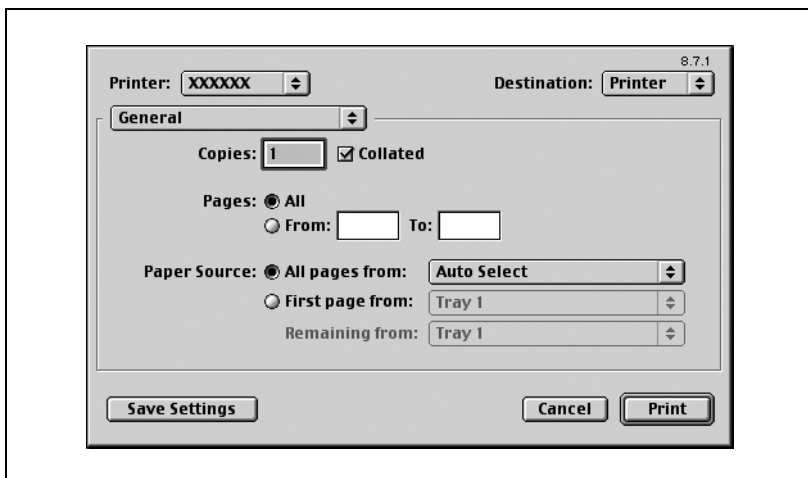 8.7.1
Printer: XXXXXX Destination: Printer
General
Copies: 1 Collated
Pages: All
From: To:
Paper Source: All pages from: Auto Select
First page from: Tray 1
Remaining from: Tray 1
Save Settings Cancel Print